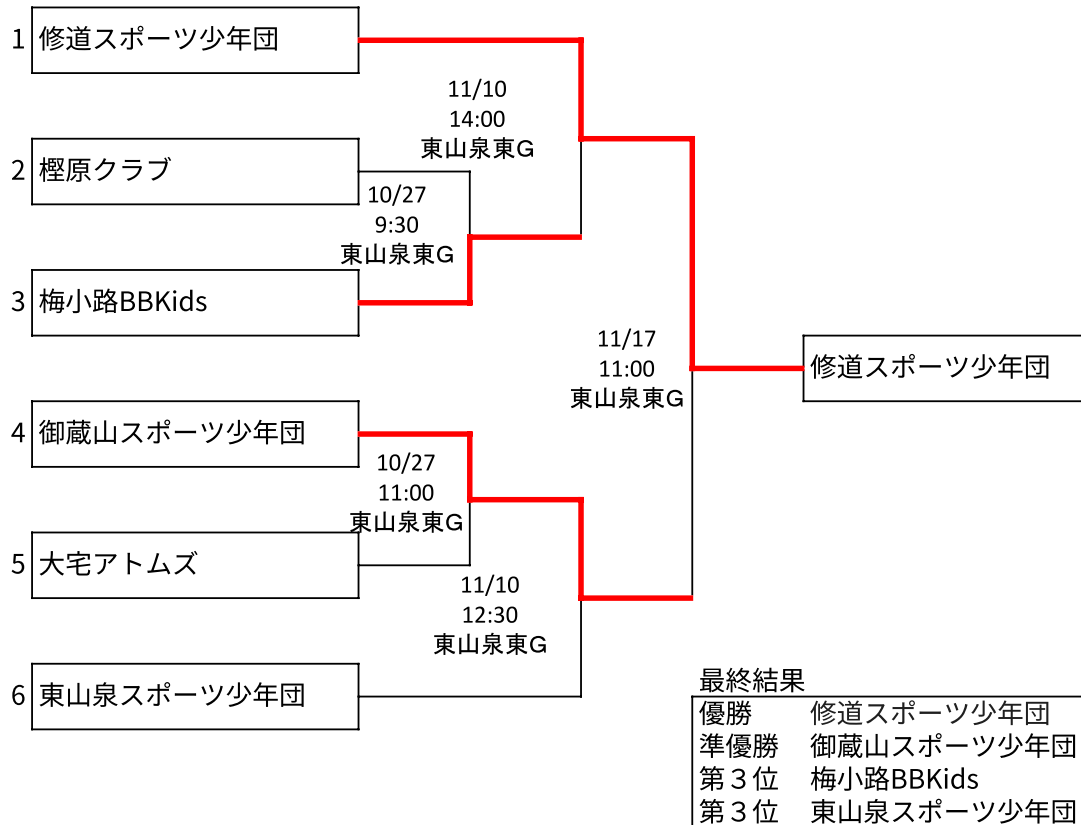 1 修道スポーツ少年団
11/10
14:00
東山泉東G
2 樫原クラブ
10/27
9:30
東山泉東G
3 梅小路BBKids
11/17
11:00
東山泉東G
修道スポーツ少年団
4 御蔵山スポーツ少年団
10/27
11:00
東山泉東G
5 大宅アトムズ
11/10
12:30
東山泉東G
6 東山泉スポーツ少年団
最終結果
優勝 修道スポーツ少年団
準優勝 御蔵山スポーツ少年団
第３位 梅小路BBKids
第３位 東山泉スポーツ少年団